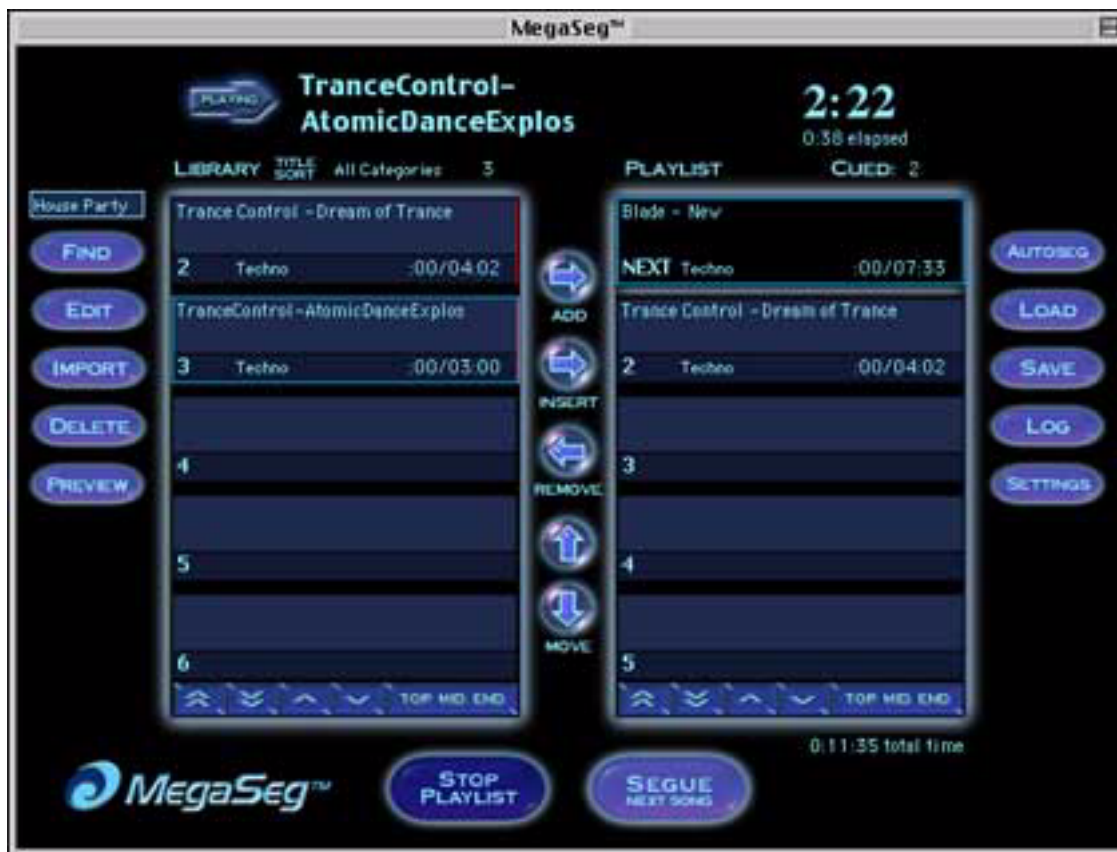 MegaSeg™
PLAYING
TranceControl-
AtomicDanceExplos
2:22
0:38 elapsed
LIBRARY TITLE SORT All Categories 3
PLAYLIST CUED: 2
House Party
FIND
EDIT
IMPORT
DELETE
PREVIEW
Trance Control -Dream of Trance
2 Techno :00/04:02
TranceControl-AtomicDanceExplos
3 Techno :00/03:00
4
5
6
TOP MID END
ADD
INSERT
REMOVE
MOVE
Blade - New
NEXT Techno :00/07:33
Trance Control -Dream of Trance
2 Techno 00/04:02
3
4
5
TOP MID END
AUTOSEG
LOAD
SAVE
LOG
SETTINGS
0:11:35 total time
MegaSeg™
STOP
PLAYLIST
SEGUE
NEXT SONG